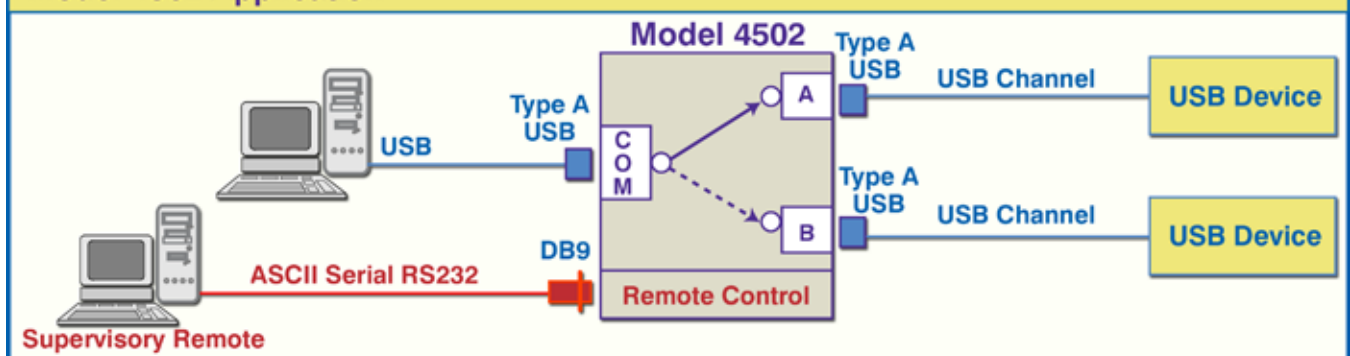 Model 4502
Type A
USB
USB
Type A
USB
USB Channel
USB Device
C
O
M
A
B
Type A
USB
USB Channel
USB Device
DB9
ASCII Serial RS232
Remote Control
Supervisory Remote